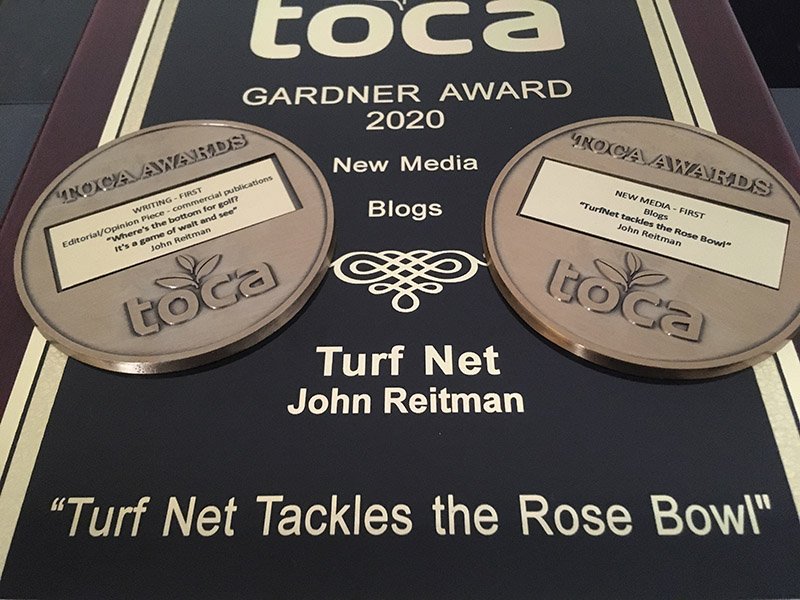 toca
GARDNER AWARD
2020
New Media
Blogs
TOCA AWARDS
WRITING - FIRST
Editorial/Opinion Piece - commercial publications
"Where's the bottom for golf?
It's a game of wait and see"
John Reitman
toca
TOCA AWARDS
NEW MEDIA - FIRST
Blogs
"TurfNet tackles the Rose Bowl"
John Reitman
toca
Turf Net
John Reitman
"Turf Net Tackles the Rose Bowl"